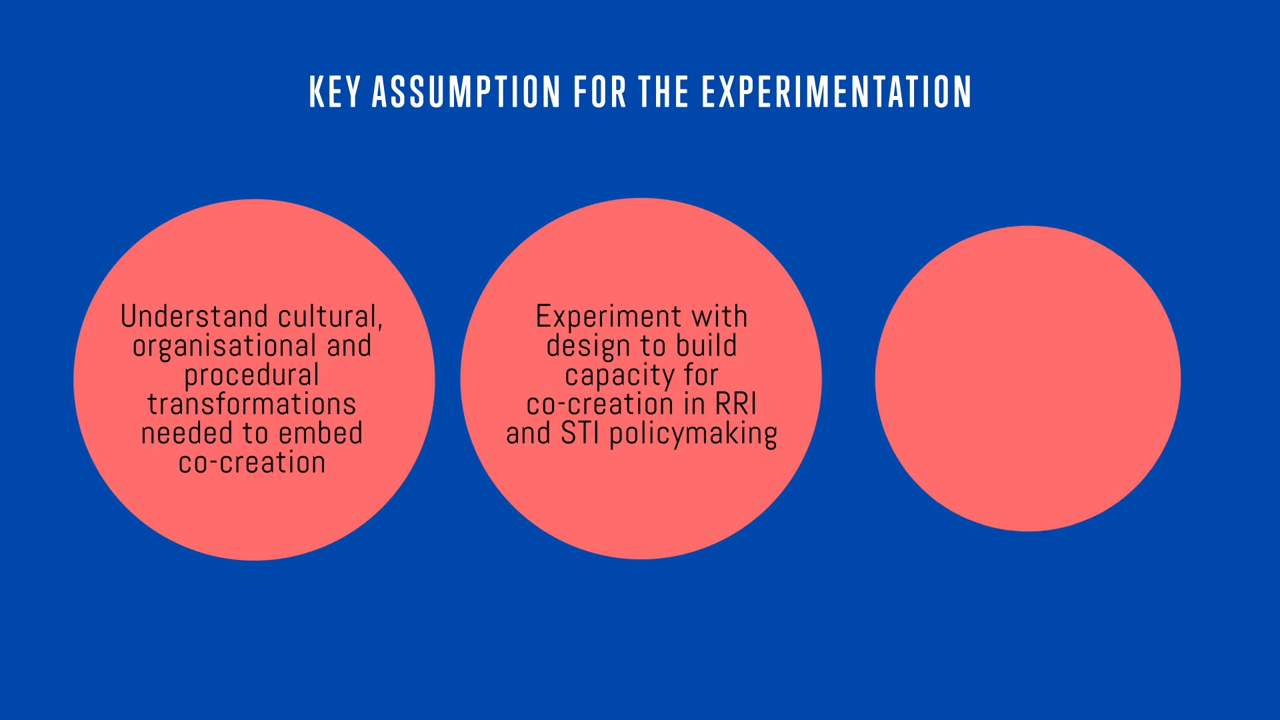 KEY ASSUMPTION FOR THE EXPERIMENTATION
Understand cultural,
organisational and
procedural
transformations
needed to embed
co-creation
Experiment with
design to build
capacity for
co-creation in RRI
and STI policymaking